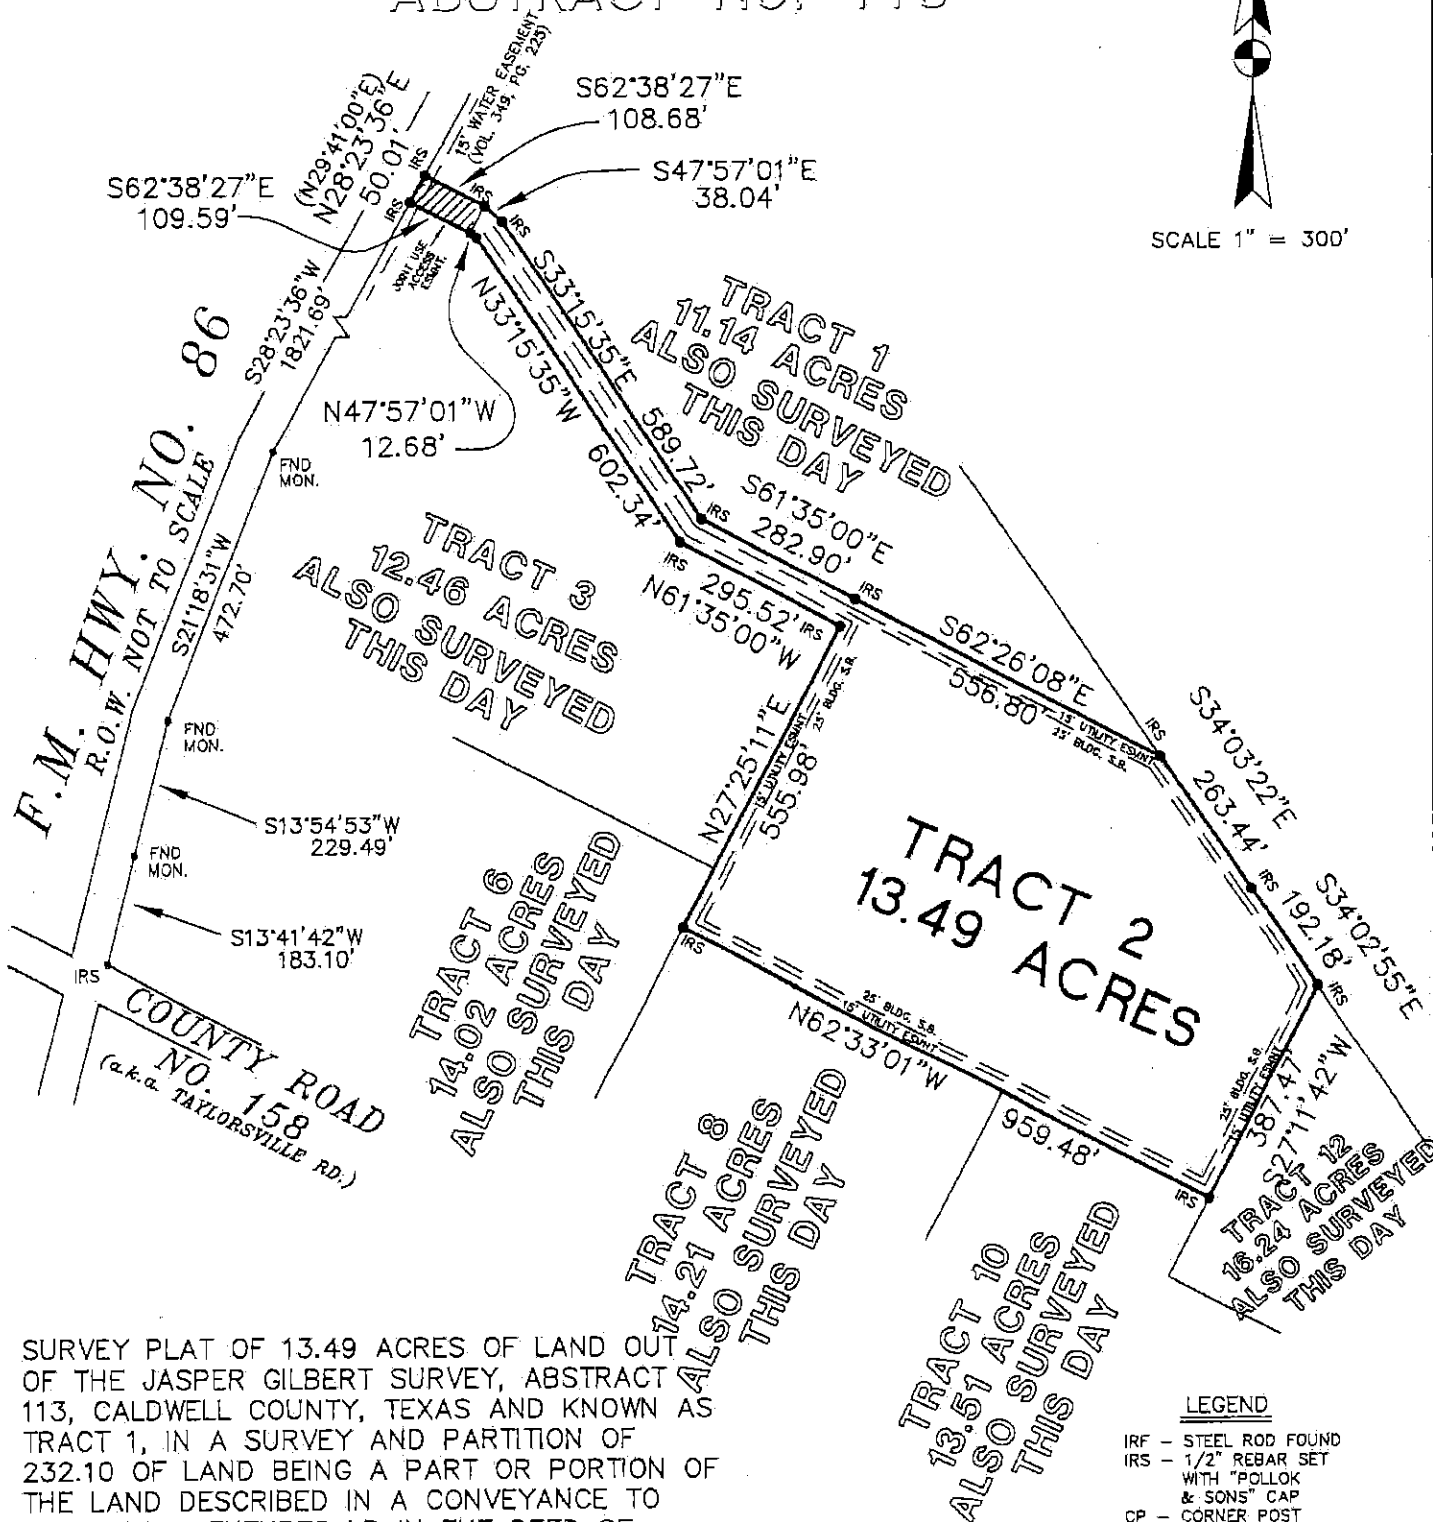 ABSTRACT NO. 113
15' WATER EASEMENT
(VOL. 349, PG. 225)
S62°38'27"E
108.68'
(N29°41'00"E)
N28°23'36"E
50.01'
IRS
S47°57'01"E
38.04'
S62°38'27"E
109.59'
IRS
IRS
IRS
JOINT USE
ACCESS
ESMNT.
SCALE 1" = 300'
S28°23'36"W
1821.69'
S33°15'35"E
589.72'
N33°15'35"W
602.34'
N47°57'01"W
12.68'
TRACT 1
11.14 ACRES
ALSO SURVEYED
THIS DAY
F.M. HWY. NO. 86
R.O.W. NOT TO SCALE
FND
MON.
S21°18'31"W
472.70'
TRACT 3
12.46 ACRES
ALSO SURVEYED
THIS DAY
IRS
S61°35'00"E
282.90'
IRS
IRS
295.52'
N61°35'00"W
IRS
S62°26'08"E
556.80'
15' UTILITY ESMNT
25' BLDG. S.B.
IRS
S34°03'22"E
263.44'
IRS
N27°25'11"E
555.98'
15' UTILITY ESMNT
25' BLDG. S.B.
FND
MON.
S13°54'53"W
229.49'
FND
MON.
S13°41'42"W
183.10'
IRS
TRACT 2
13.49 ACRES
S34°02'55"E
192.18'
IRS
IRS
25' BLDG. S.B.
15' UTILITY ESMNT
N62°33'01"W
959.48'
25' BLDG. S.B.
15' UTILITY ESMNT
387.47'
S27°11'42"W
IRS
COUNTY ROAD
NO. 158
(a.k.a. TAYLORSVILLE RD.)
TRACT 6
14.02 ACRES
ALSO SURVEYED
THIS DAY
TRACT 8
14.21 ACRES
ALSO SURVEYED
THIS DAY
TRACT 10
13.51 ACRES
ALSO SURVEYED
THIS DAY
TRACT 12
16.24 ACRES
ALSO SURVEYED
THIS DAY
SURVEY PLAT OF 13.49 ACRES OF LAND OUT
OF THE JASPER GILBERT SURVEY, ABSTRACT
113, CALDWELL COUNTY, TEXAS AND KNOWN AS
TRACT 1, IN A SURVEY AND PARTITION OF
232.10 OF LAND BEING A PART OR PORTION OF
THE LAND DESCRIBED IN A CONVEYANCE TO
LEGEND
IRF – STEEL ROD FOUND
IRS – 1/2" REBAR SET
WITH "POLLOK
& SONS" CAP
CP – CORNER POST